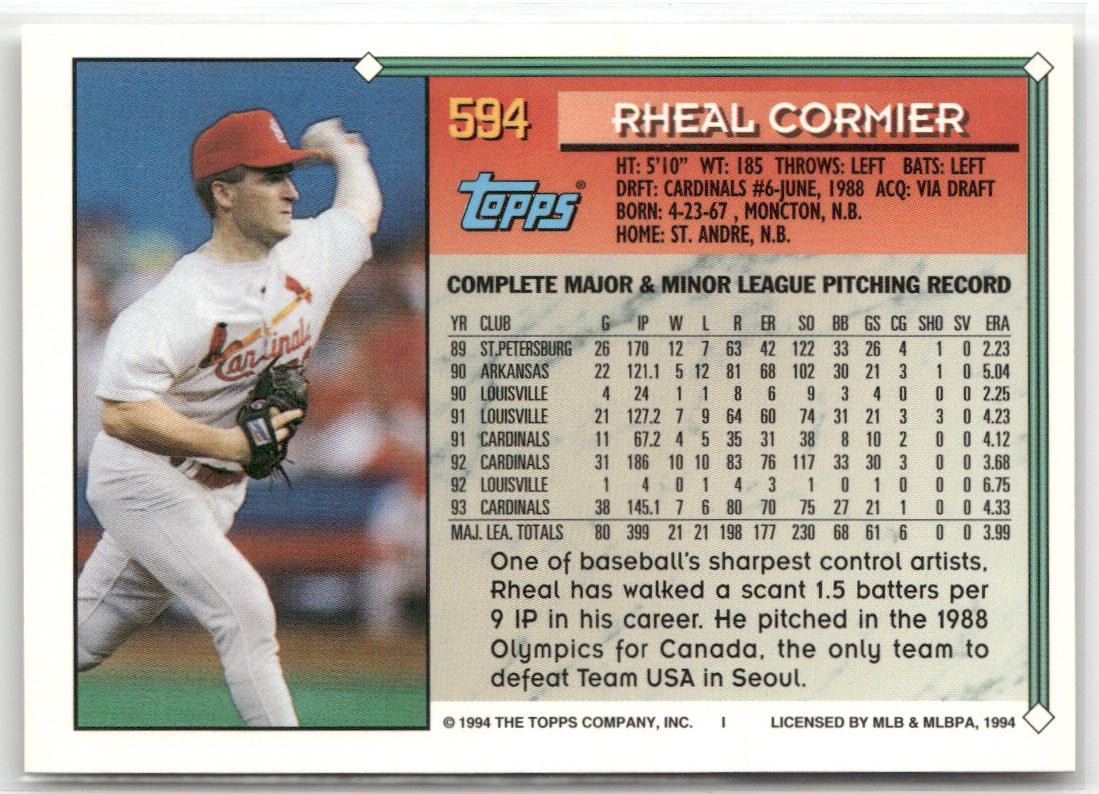 594
RHEAL CORMIER
topps®
HT: 5'10" WT: 185 THROWS: LEFT BATS: LEFT
DRFT: CARDINALS #6-JUNE, 1988 ACQ: VIA DRAFT
BORN: 4-23-67 , MONCTON, N.B.
HOME: ST. ANDRE, N.B.
COMPLETE MAJOR & MINOR LEAGUE PITCHING RECORD
YR CLUB G IP W L R ER SO BB GS CG SHO SV ERA
89 ST.PETERSBURG 26 170 12 7 63 42 122 33 26 4 1 0 2.23
90 ARKANSAS 22 121.1 5 12 81 68 102 30 21 3 1 0 5.04
90 LOUISVILLE 4 24 1 1 8 6 9 3 4 0 0 0 2.25
91 LOUISVILLE 21 127.2 7 9 64 60 74 31 21 3 3 0 4.23
91 CARDINALS 11 67.2 4 5 35 31 38 8 10 2 0 0 4.12
92 CARDINALS 31 186 10 10 83 76 117 33 30 3 0 0 3.68
92 LOUISVILLE 1 4 0 1 4 3 1 0 1 0 0 0 6.75
93 CARDINALS 38 145.1 7 6 80 70 75 27 21 1 0 0 4.33
MAJ. LEA. TOTALS 80 399 21 21 198 177 230 68 61 6 0 0 3.99
One of baseball's sharpest control artists,
Rheal has walked a scant 1.5 batters per
9 IP in his career. He pitched in the 1988
Olympics for Canada, the only team to
defeat Team USA in Seoul.
© 1994 THE TOPPS COMPANY, INC. I LICENSED BY MLB & MLBPA, 1994
Cardinals